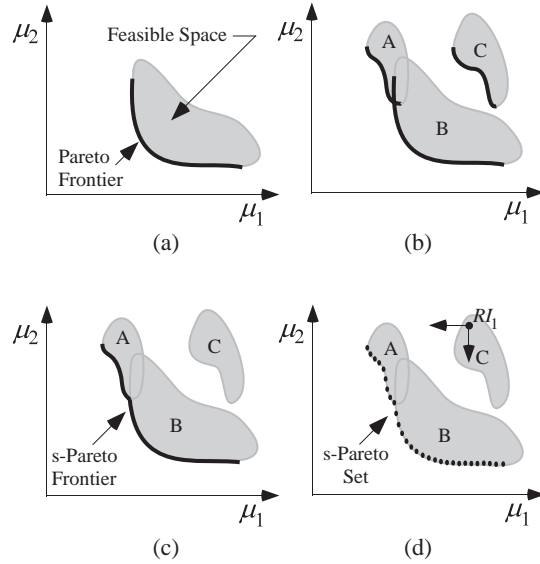 μ2
Feasible Space
Pareto
Frontier
μ1
(a)
μ2
A
C
B
μ1
(b)
μ2
A
C
B
s-Pareto
Frontier
μ1
(c)
μ2
RI1
A
C
B
s-Pareto
Set
μ1
(d)